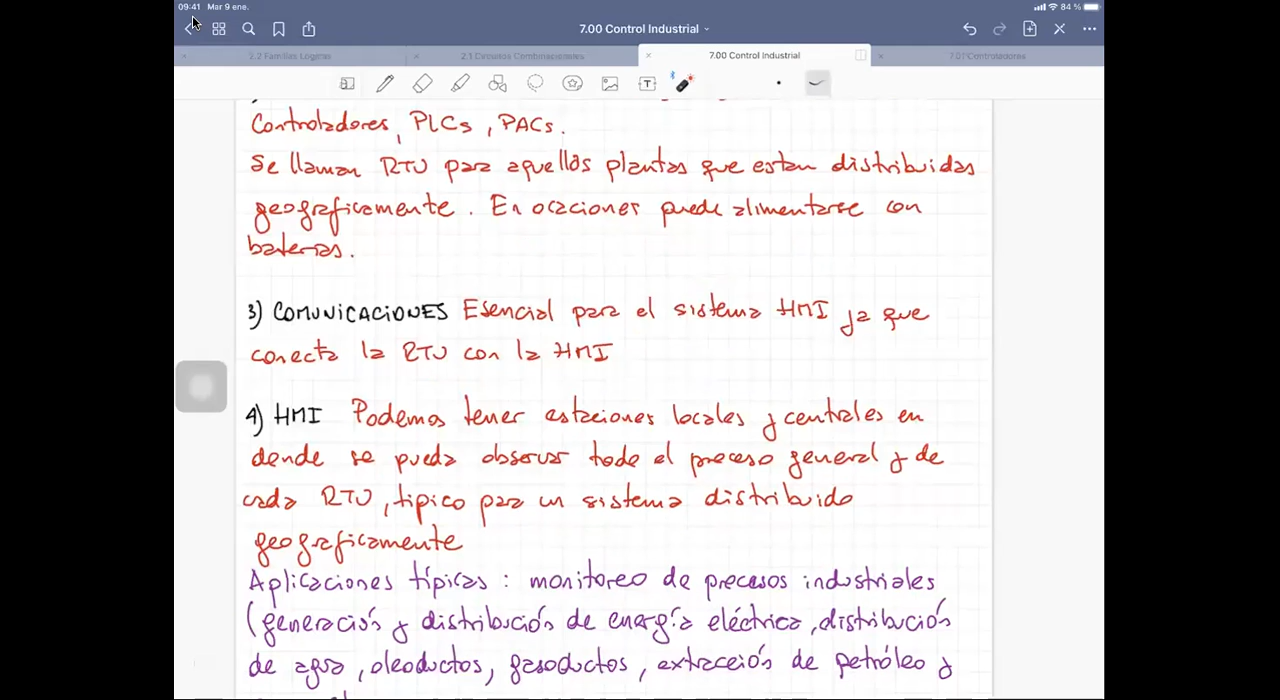 09:41 Mar 9 ene.
84 %
7.00 Control Industrial
2.2 Familias Lógicas
2.1 Circuitos Combinacionales
7.00 Control Industrial
7.01 Controladores
Controladores, PLCs, PACs.
Se llaman RTU para aquellas plantas que estan distribuidas
geograficamente. En ocaciones puede alimentarse con
baterias.
3) COMUNICACIONES Esencial para el sistema HMI ya que
conecta la RTU con la HMI
4) HMI Podemos tener estaciones locales y centrales en
donde se pueda observar todo el proceso general y de
cada RTU, tipico para un sistema distribuido
geograficamente
Aplicaciones típicas: monitoreo de procesos industriales
(generación y distribución de energía eléctrica, distribución
de agua, oleoductos, gasoductos, extracción de petróleo y